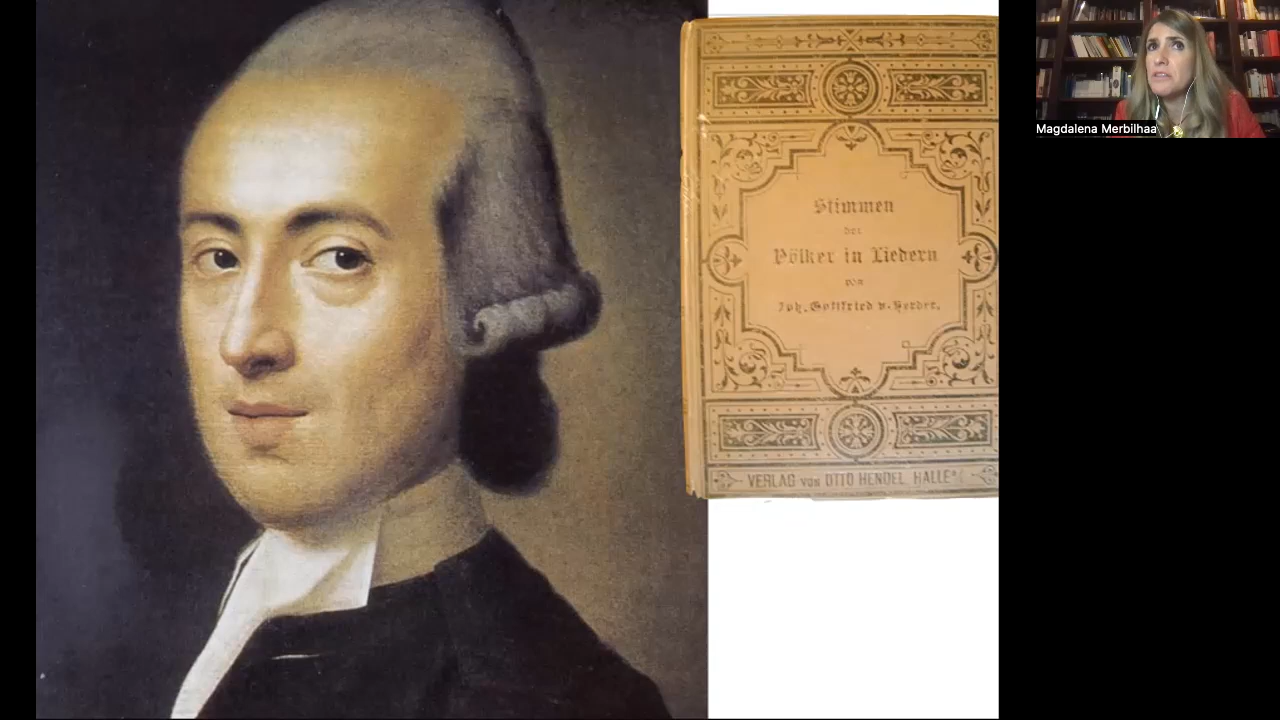 Stimmen
der
Völker in Liedern
von
Joh. Gottfried v. Herder.
VERLAG VON OTTO HENDEL HALLE
Magdalena Merbilhaa